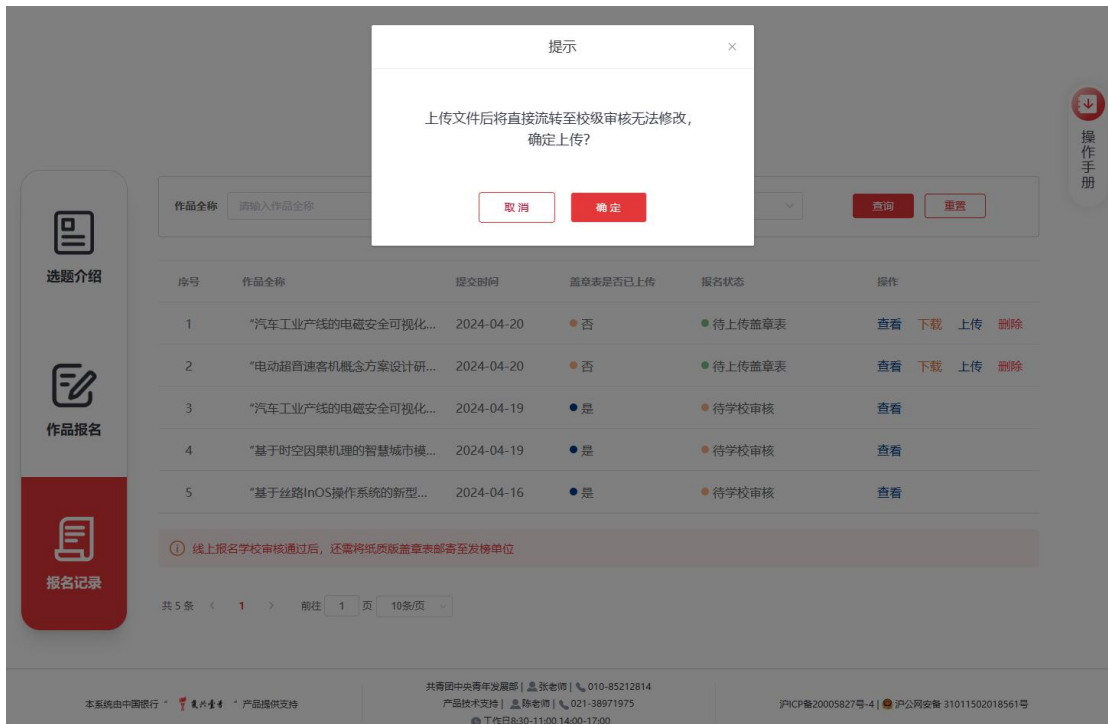 提示
×
上传文件后将直接流转至校级审核无法修改，
确定上传？
取消 确定
操作手册
作品全称 请输入作品全称 查询 重置
选题介绍
作品报名
报名记录
序号 作品全称 提交时间 盖章表是否已上传 报名状态 操作
1 “汽车工业产线的电磁安全可视化... 2024-04-20 否 待上传盖章表 查看 下载 上传 删除
2 “电动超音速客机概念方案设计研... 2024-04-20 否 待上传盖章表 查看 下载 上传 删除
3 “汽车工业产线的电磁安全可视化... 2024-04-19 是 待学校审核 查看
4 “基于时空因果机理的智慧城市模... 2024-04-19 是 待学校审核 查看
5 “基于丝路InOS操作系统的新型... 2024-04-16 是 待学校审核 查看
线上报名学校审核通过后，还需将纸质版盖章表邮寄至发榜单位
共 5 条 < 1 > 前往 1 页 10条/页
共青团中央青年发展部 | 张老师 | 010-85212814
本系统由中国银行 “ ” 产品提供支持
产品技术支持 | 陈老师 | 021-38971975
沪ICP备20005827号-4 | 沪公网安备 31011502018561号
工作日8:30-11:00 14:00-17:00